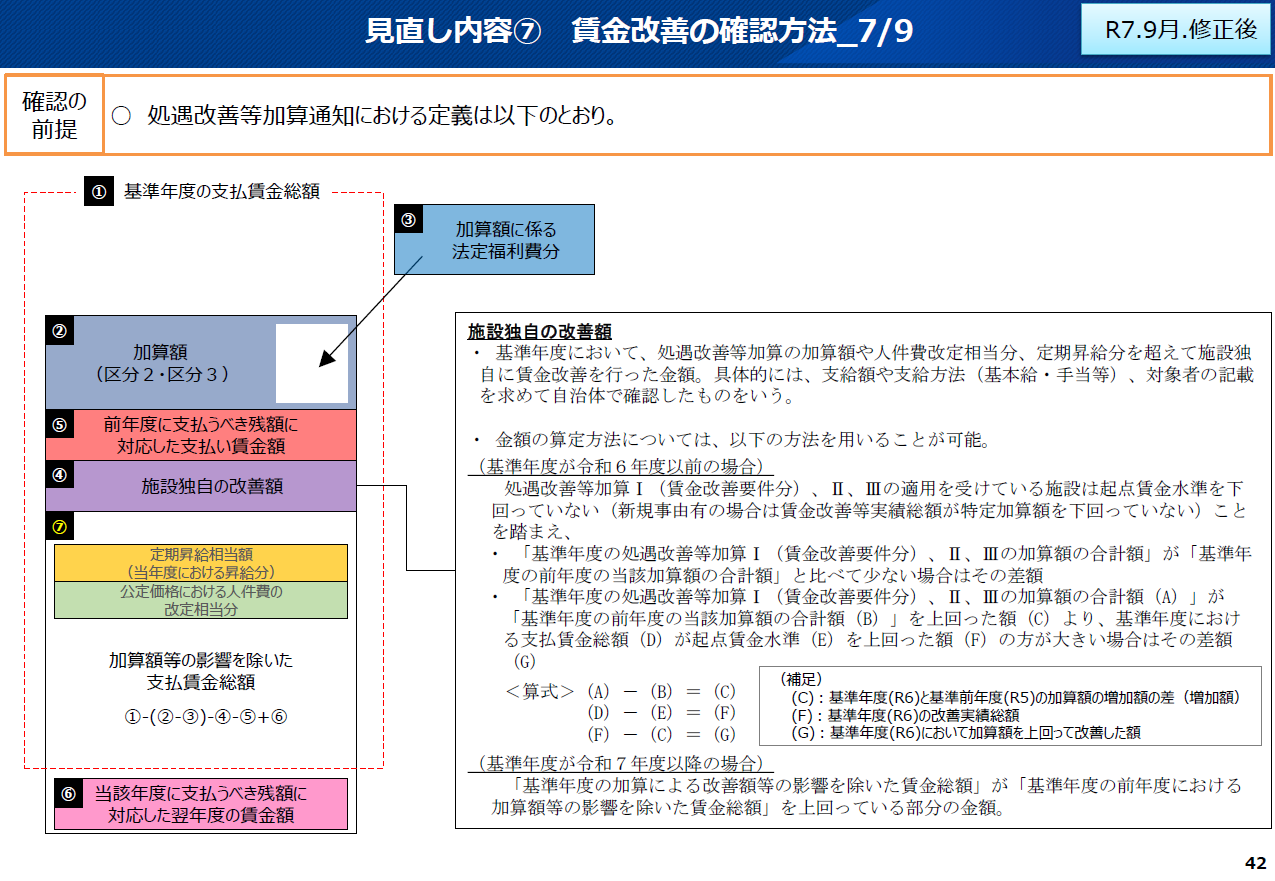 見直し内容⑦　賃金改善の確認方法_7/9
R7.9月.修正後
確認の
前提
○　処遇改善等加算通知における定義は以下のとおり。
① 基準年度の支払賃金総額
③ 加算額に係る
法定福利費分
② 加算額
（区分２・区分３）
⑤ 前年度に支払うべき残額に
対応した支払い賃金額
④ 施設独自の改善額
⑦
定期昇給相当額
（当年度における昇給分）
公定価格における人件費の
改定相当分
加算額等の影響を除いた
支払賃金総額
①-(②-③)-④-⑤+⑥
⑥ 当該年度に支払うべき残額に
対応した翌年度の賃金額
施設独自の改善額
・ 基準年度において、処遇改善等加算の加算額や人件費改定相当分、定期昇給分を超えて施設独
自に賃金改善を行った金額。具体的には、支給額や支給方法（基本給・手当等）、対象者の記載
を求めて自治体で確認したものをいう。
・ 金額の算定方法については、以下の方法を用いることが可能。
（基準年度が令和６年度以前の場合）
処遇改善等加算Ⅰ（賃金改善要件分）、Ⅱ、Ⅲの適用を受けている施設は起点賃金水準を下
回っていない（新規事由有の場合は賃金改善等実績総額が特定加算額を下回っていない）こと
を踏まえ、
・ 「基準年度の処遇改善等加算Ⅰ（賃金改善要件分）、Ⅱ、Ⅲの加算額の合計額」が「基準年
度の前年度の当該加算額の合計額」と比べて少ない場合はその差額
・ 「基準年度の処遇改善等加算Ⅰ（賃金改善要件分）、Ⅱ、Ⅲの加算額の合計額（A）」が
「基準年度の前年度の当該加算額の合計額（B）」を上回った額（C）より、基準年度におけ
る支払賃金総額（D）が起点賃金水準（E）を上回った額（F）の方が大きい場合はその差額
（G）
＜算式＞（A）－（B）＝（C）
（D）－（E）＝（F）
（F）－（C）＝（G）
（補足）
(C)：基準年度(R6)と基準前年度(R5)の加算額の増加額の差（増加額）
(F)：基準年度(R6)の改善実績総額
(G)：基準年度(R6)において加算額を上回って改善した額
（基準年度が令和７年度以降の場合）
「基準年度の加算による改善額等の影響を除いた賃金総額」が「基準年度の前年度における
加算額等の影響を除いた賃金総額」を上回っている部分の金額。
42